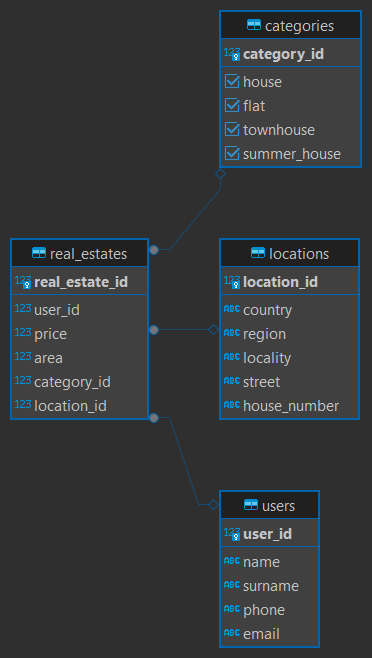 categories
123 category_id
house
flat
townhouse
summer_house
real_estates
123 real_estate_id
123 user_id
123 price
123 area
123 category_id
123 location_id
locations
123 location_id
ABC country
ABC region
ABC locality
ABC street
ABC house_number
users
123 user_id
ABC name
ABC surname
ABC phone
ABC email